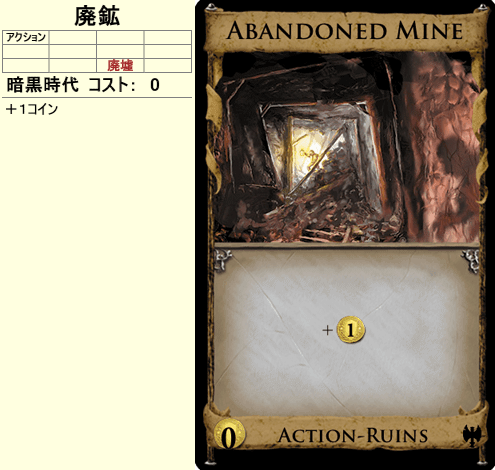 廃鉱
アクション
廃墟
暗黒時代 コスト： 0
＋１コイン
ABANDONED MINE
+ 1
0
ACTION-RUINS